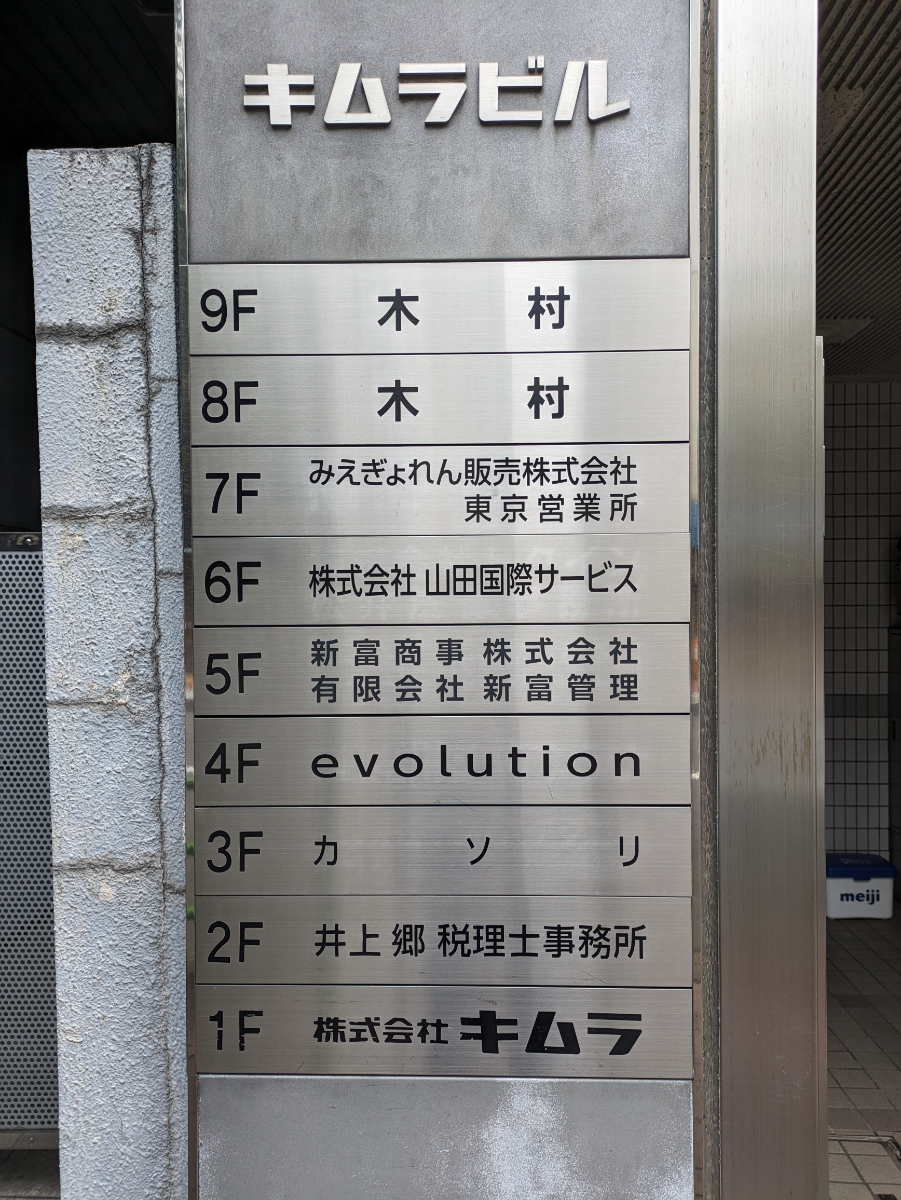 キムラビル
9F 木村
8F 木村
7F みえぎょれん販売株式会社
東京営業所
6F 株式会社 山田国際サービス
5F 新富商事 株式会社
有限会社 新富管理
4F evolution
3F カソリ
2F 井上 郷 税理士事務所
1F 株式会社 キムラ
meiji